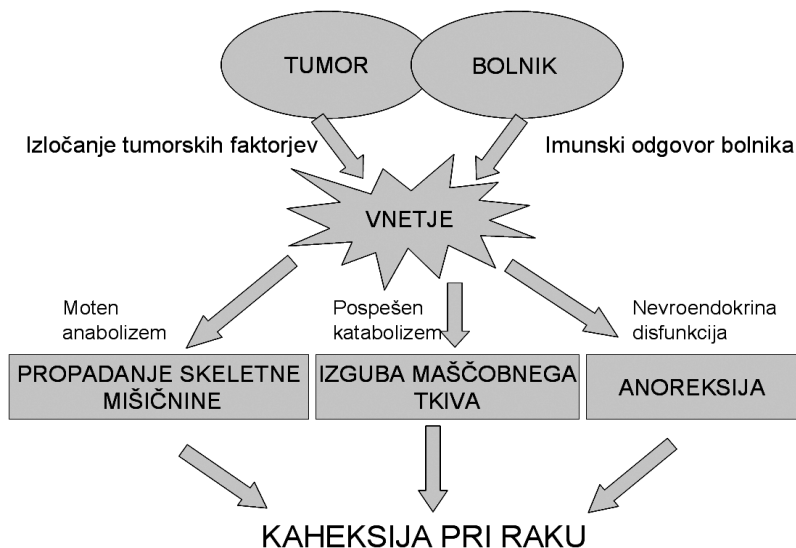 TUMOR
BOLNIK
Izločanje tumorskih faktorjev
Imunski odgovor bolnika
VNETJE
Moten
anabolizem
Pospešen
katabolizem
Nevroendokrina
disfunkcija
PROPADANJE SKELETNE
MIŠIČNINE
IZGUBA MAŠČOBNEGA
TKIVA
ANOREKSIJA
KAHEKSIJA PRI RAKU